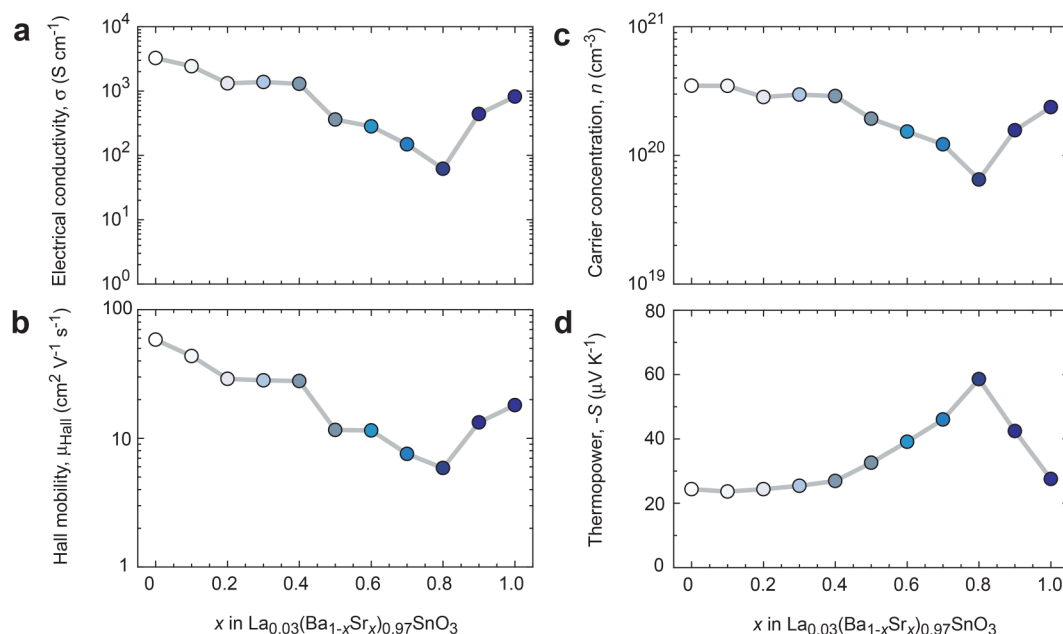 a
Electrical conductivity, σ (S cm⁻¹)
10⁴
10³
10²
10¹
10⁰
b
Hall mobility, μHall (cm² V⁻¹ s⁻¹)
100
10
1
0 0.2 0.4 0.6 0.8 1.0
x in La₀.₀₃(Ba₁₋ₓSrₓ)₀.₉₇SnO₃
c
Carrier concentration, n (cm⁻³)
10²¹
10²⁰
10¹⁹
d
Thermopower, -S (μV K⁻¹)
80
60
40
20
0
0 0.2 0.4 0.6 0.8 1.0
x in La₀.₀₃(Ba₁₋ₓSrₓ)₀.₉₇SnO₃